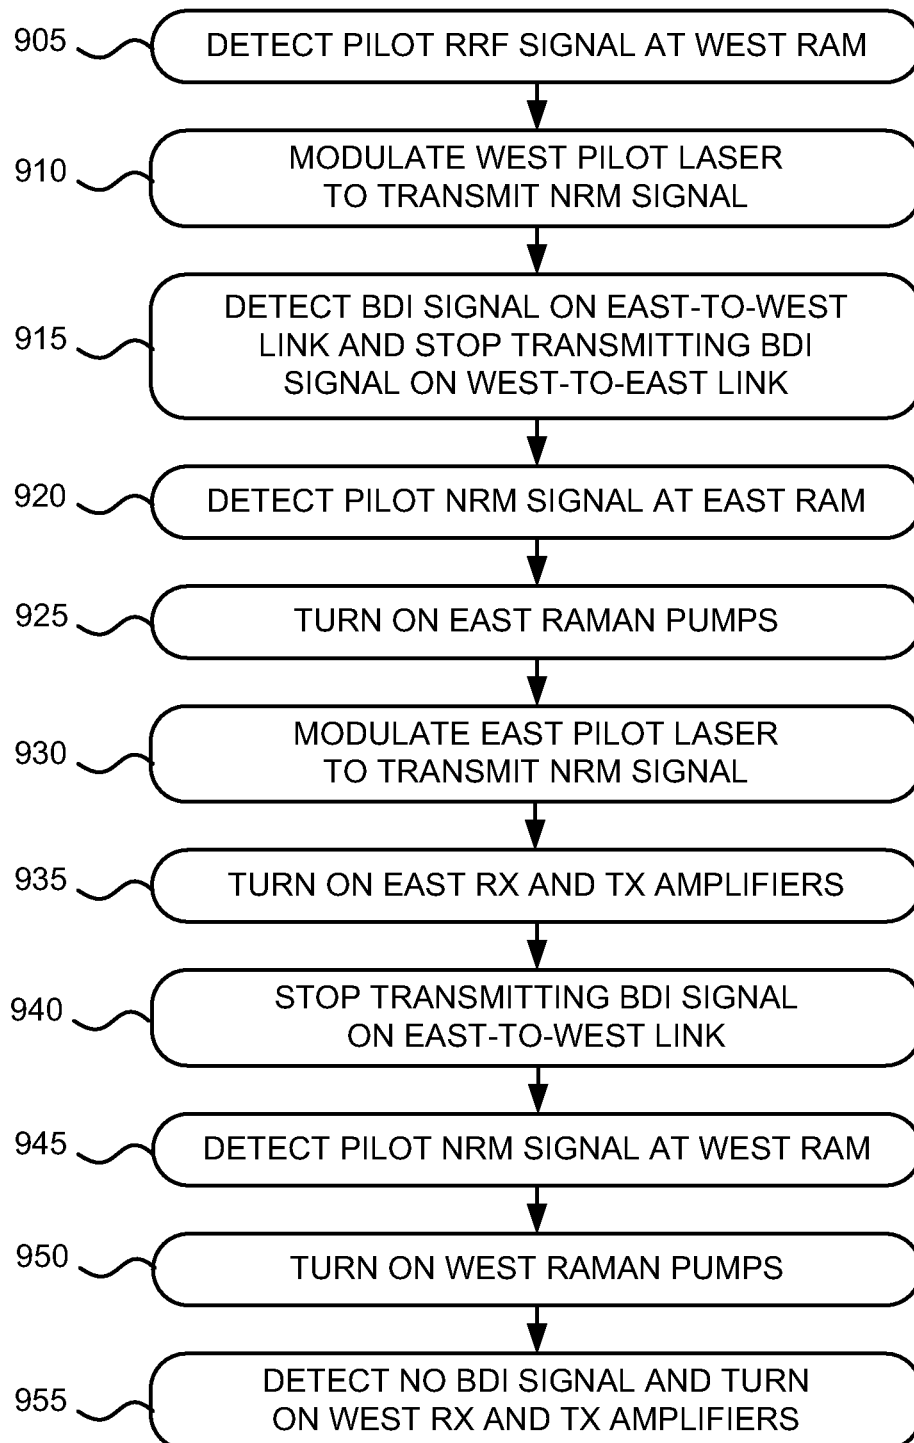 905
DETECT PILOT RRF SIGNAL AT WEST RAM
910
MODULATE WEST PILOT LASER
TO TRANSMIT NRM SIGNAL
915
DETECT BDI SIGNAL ON EAST-TO-WEST
LINK AND STOP TRANSMITTING BDI
SIGNAL ON WEST-TO-EAST LINK
920
DETECT PILOT NRM SIGNAL AT EAST RAM
925
TURN ON EAST RAMAN PUMPS
930
MODULATE EAST PILOT LASER
TO TRANSMIT NRM SIGNAL
935
TURN ON EAST RX AND TX AMPLIFIERS
940
STOP TRANSMITTING BDI SIGNAL
ON EAST-TO-WEST LINK
945
DETECT PILOT NRM SIGNAL AT WEST RAM
950
TURN ON WEST RAMAN PUMPS
955
DETECT NO BDI SIGNAL AND TURN
ON WEST RX AND TX AMPLIFIERS